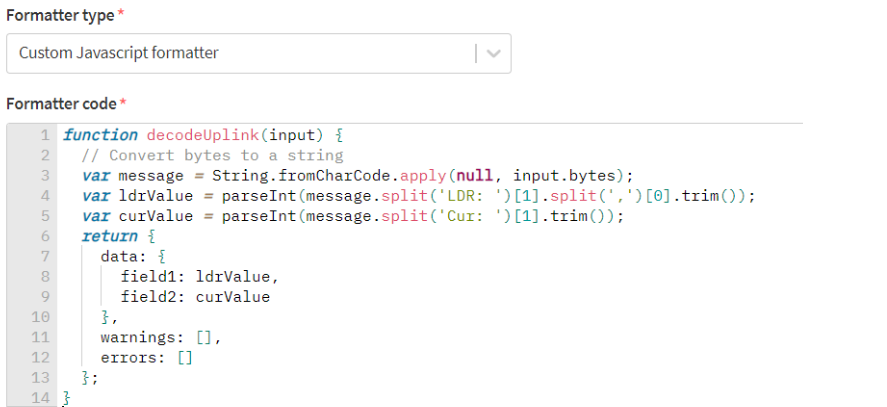 Formatter type *
Custom Javascript formatter
Formatter code *
1 function decodeUplink(input) {
2   // Convert bytes to a string
3   var message = String.fromCharCode.apply(null, input.bytes);
4   var ldrValue = parseInt(message.split('LDR: ')[1].split(',')[0].trim());
5   var curValue = parseInt(message.split('Cur: ')[1].trim());
6   return {
7     data: {
8       field1: ldrValue,
9       field2: curValue
10     },
11     warnings: [],
12     errors: []
13   };
14 }